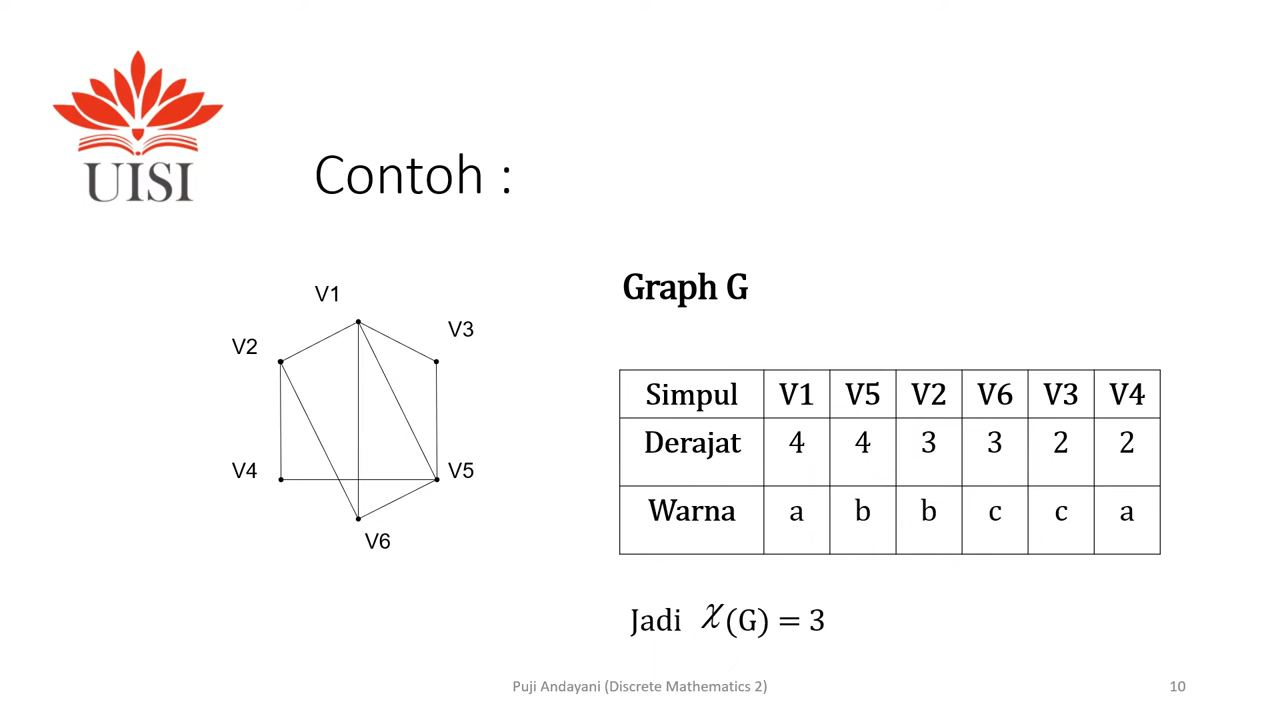 UISI
Contoh :
V1
V3
V2
V4
V5
V6
Graph G
Simpul V1 V5 V2 V6 V3 V4
Derajat 4 4 3 3 2 2
Warna a b b c c a
Jadi χ(G) = 3
Puji Andayani (Discrete Mathematics 2)
10